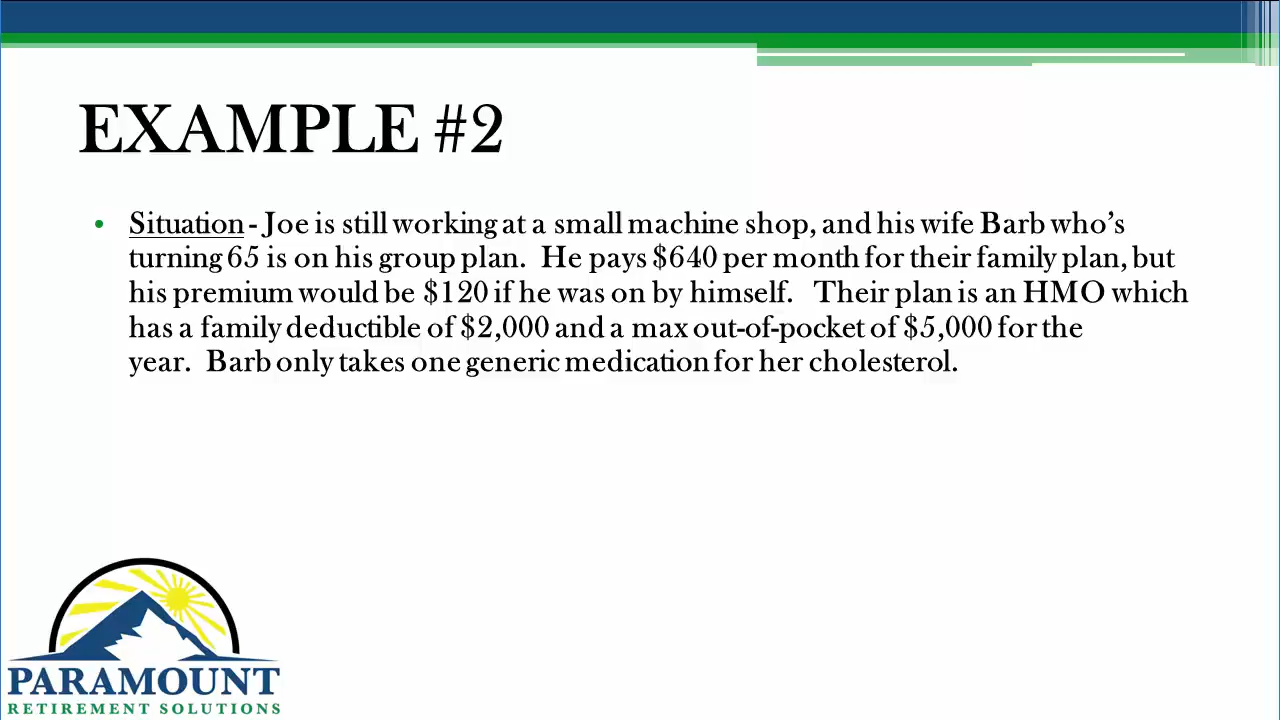 EXAMPLE #2
• Situation - Joe is still working at a small machine shop, and his wife Barb who’s
turning 65 is on his group plan. He pays $640 per month for their family plan, but
his premium would be $120 if he was on by himself. Their plan is an HMO which
has a family deductible of $2,000 and a max out-of-pocket of $5,000 for the
year. Barb only takes one generic medication for her cholesterol.
PARAMOUNT
RETIREMENT SOLUTIONS